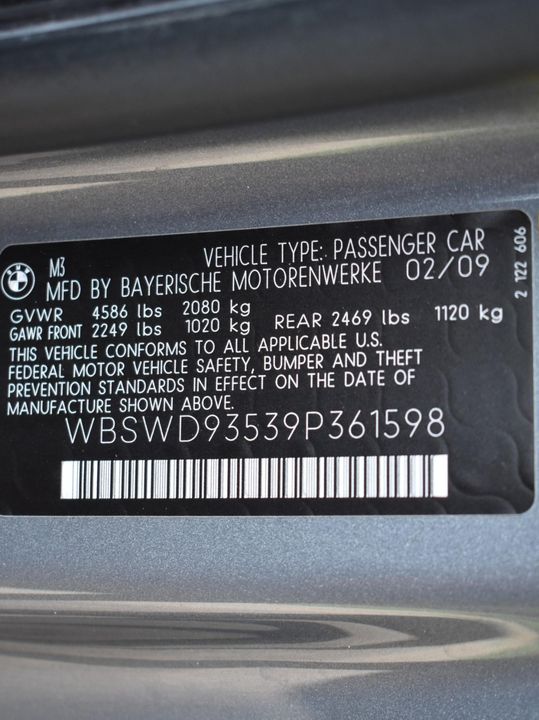 M3 VEHICLE TYPE: PASSENGER CAR
MFD BY BAYERISCHE MOTORENWERKE 02/09
GVWR 4586 lbs 2080 kg
GAWR FRONT 2249 lbs 1020 kg REAR 2469 lbs 1120 kg
THIS VEHICLE CONFORMS TO ALL APPLICABLE U.S.
FEDERAL MOTOR VEHICLE SAFETY, BUMPER AND THEFT
PREVENTION STANDARDS IN EFFECT ON THE DATE OF
MANUFACTURE SHOWN ABOVE.
WBSWD93539P361598
2 122 606
BMW